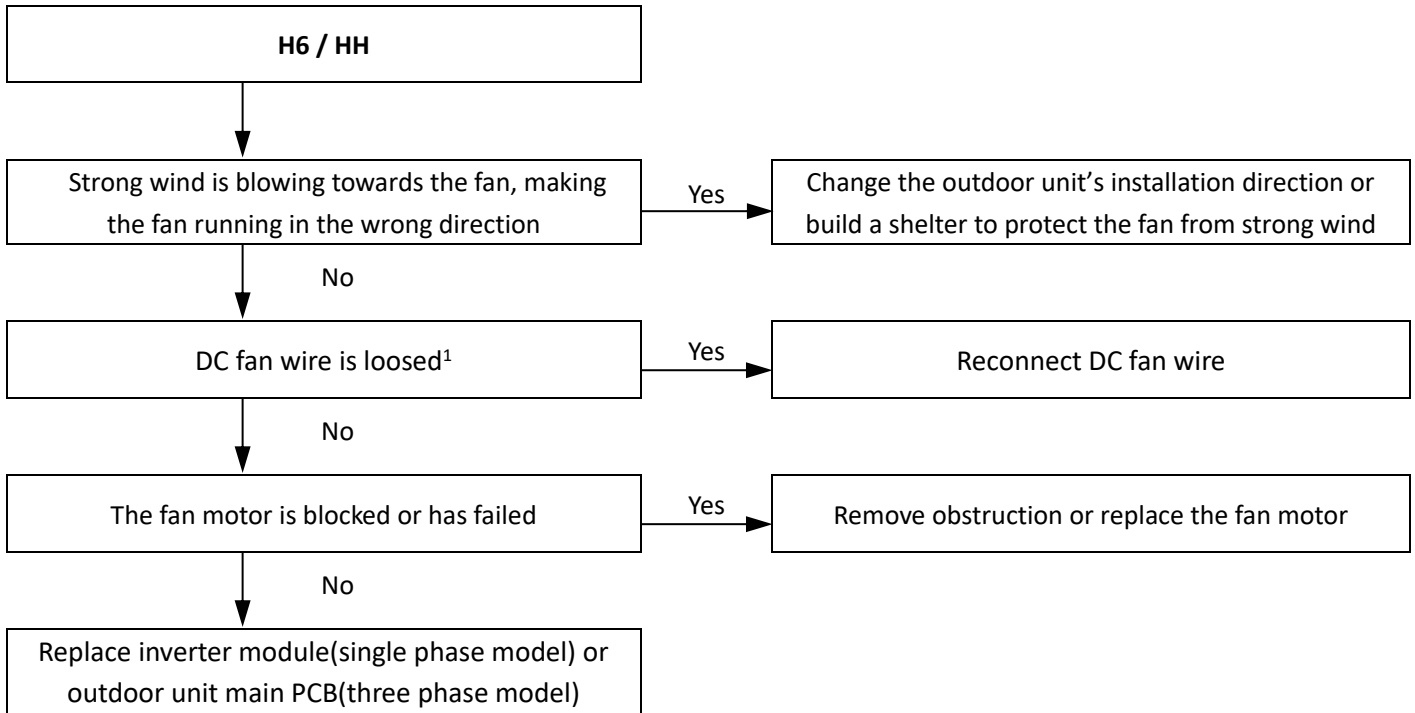 H6 / HH
Strong wind is blowing towards the fan, making
the fan running in the wrong direction
Yes
Change the outdoor unit’s installation direction or
build a shelter to protect the fan from strong wind
No
DC fan wire is loosed¹
Yes
Reconnect DC fan wire
No
The fan motor is blocked or has failed
Yes
Remove obstruction or replace the fan motor
No
Replace inverter module(single phase model) or
outdoor unit main PCB(three phase model)